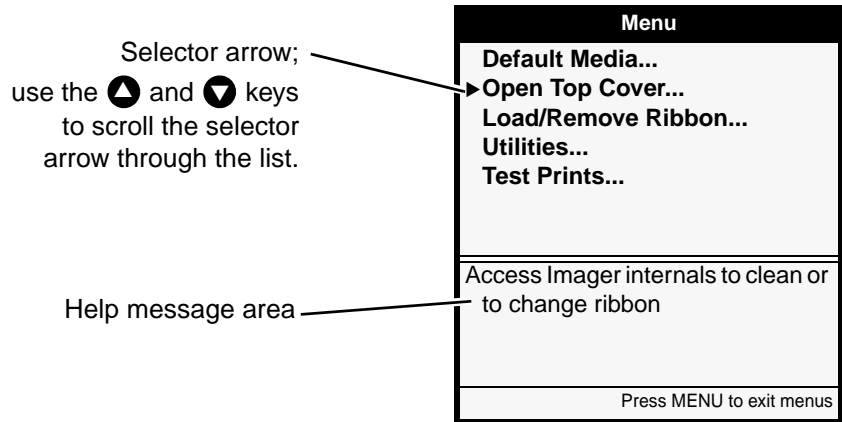 Selector arrow;
use the and keys
to scroll the selector
arrow through the list.
Help message area
Menu
Default Media...
Open Top Cover...
Load/Remove Ribbon...
Utilities...
Test Prints...
Access Imager internals to clean or
to change ribbon
Press MENU to exit menus